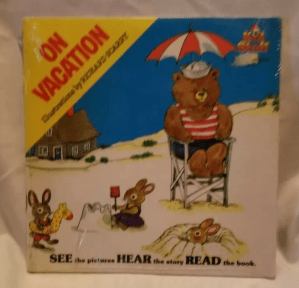 ON
VACATION
Illustrations by RICHARD SCARRY
SEE the pictures HEAR the story READ the book.